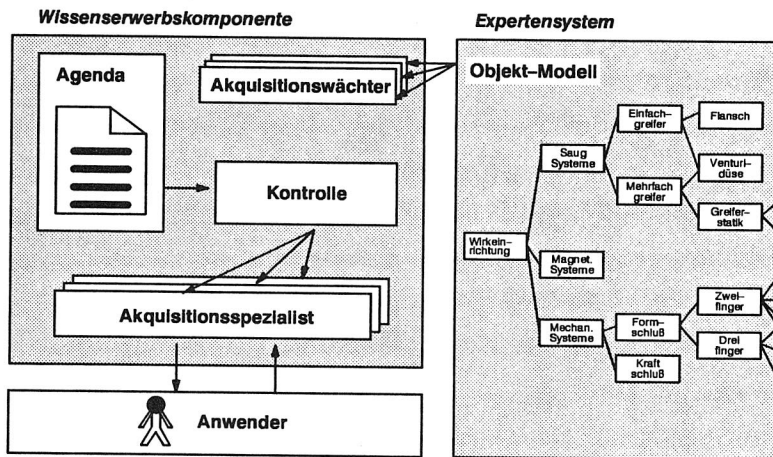 Wissenserwerbskomponente
Agenda
Akquisitionswächter
Kontrolle
Akquisitionsspezialist
Anwender
Expertensystem
Objekt–Modell
Wirkein-
richtung
Saug
Systeme
Magnet.
Systeme
Mechan.
Systeme
Einfach-
greifer
Mehrfach
greifer
Form-
schluß
Kraft
schluß
Flansch
Venturi-
düse
Greifer-
statik
Zwei-
finger
Drei
finger